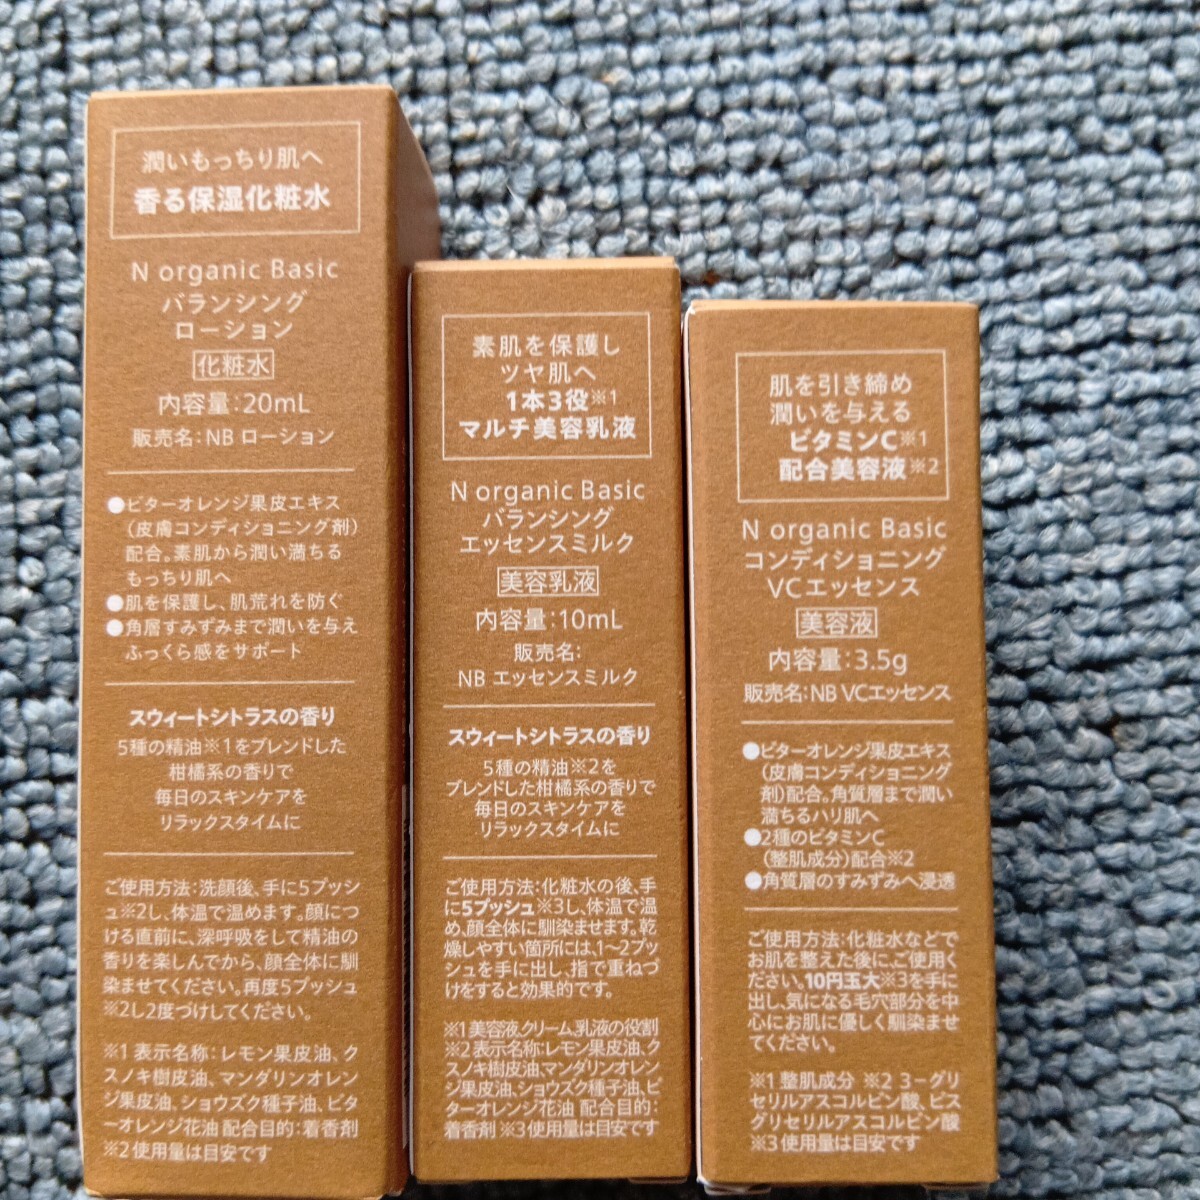 潤いもっちり肌へ
香る保湿化粧水
N organic Basic
バランシング
ローション
化粧水
内容量:20mL
販売名:NB ローション
●ビターオレンジ果皮エキス
(皮膚コンディショニング剤)
配合。素肌から潤い満ちる
もっちり肌へ
●肌を保護し、肌荒れを防ぐ
●角層すみずみまで潤いを与え
ふっくら感をサポート
スウィートシトラスの香り
5種の精油※1をブレンドした
柑橘系の香りで
毎日のスキンケアを
リラックスタイムに
ご使用方法:洗顔後、手に5プッシ
ュ※2し、体温で温めます。顔につ
ける直前に、深呼吸をして精油の
香りを楽しんでから、顔全体に馴
染ませてください。再度5プッシュ
※2し2度づけしてください。
※1 表示名称:レモン果皮油、ク
スノキ樹皮油、マンダリンオレン
ジ果皮油、ショウズク種子油、ビタ
ーオレンジ花油 配合目的:着香剤
※2 使用量は目安です
素肌を保護し
ツヤ肌へ
1本3役※1
マルチ美容乳液
N organic Basic
バランシング
エッセンスミルク
美容乳液
内容量:10mL
販売名:
NB エッセンスミルク
スウィートシトラスの香り
5種の精油※2を
ブレンドした柑橘系の香りで
毎日のスキンケアを
リラックスタイムに
ご使用方法:化粧水の後、手
に5プッシュ※3し、体温で温
め、顔全体に馴染ませます。乾
燥しやすい箇所には、1~2プッ
シュを手に出し、指で重ねづ
けをすると効果的です。
※1 美容液、クリーム、乳液の役割
※2 表示名称:レモン果皮油、ク
スノキ樹皮油、マンダリンオレン
ジ果皮油、ショウズク種子油、ビ
ターオレンジ花油 配合目的:
着香剤 ※3 使用量は目安です
肌を引き締め
潤いを与える
ビタミンC※1
配合美容液※2
N organic Basic
コンディショニング
VCエッセンス
美容液
内容量:3.5g
販売名:NB VCエッセンス
●ビターオレンジ果皮エキス
(皮膚コンディショニング
剤)配合。角質層まで潤い
満ちるハリ肌へ
●2種のビタミンC
(整肌成分)配合※2
●角質層のすみずみへ浸透
ご使用方法:化粧水などで
お肌を整えた後に、ご使用く
ださい。10円玉大※3を手に
出し、気になる毛穴部分を中
心にお肌に優しく馴染ませ
てください。
※1 整肌成分 ※2 3-グリ
セリルアスコルビン酸、ビス
グリセリルアスコルビン酸
※3 使用量は目安です